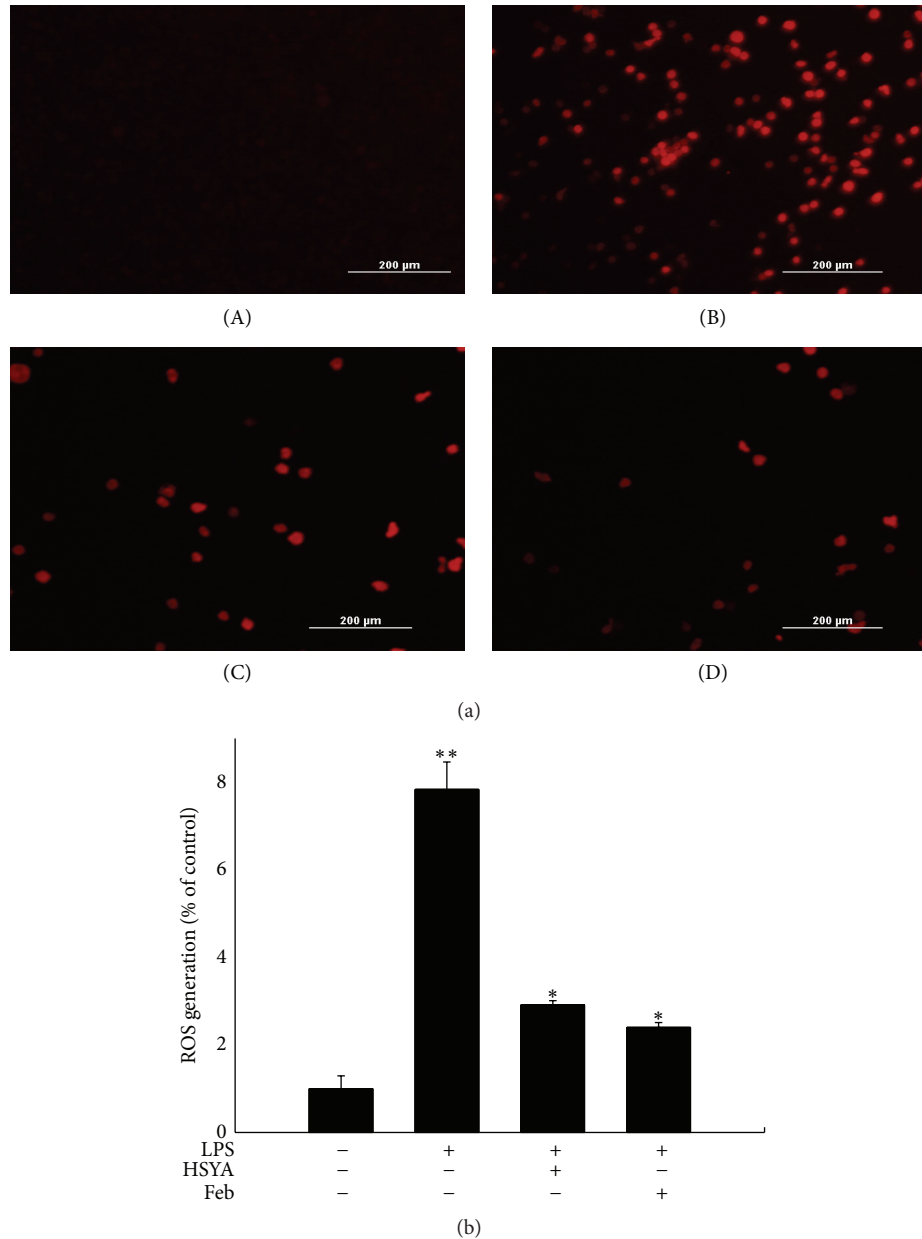 200 µm
200 µm
(A)
(B)
200 µm
200 µm
(C)
(D)
(a)
ROS generation (% of control)
8
6
4
2
0
**
*
*
LPS − + + +
HSYA − − + −
Feb − − − +
(b)